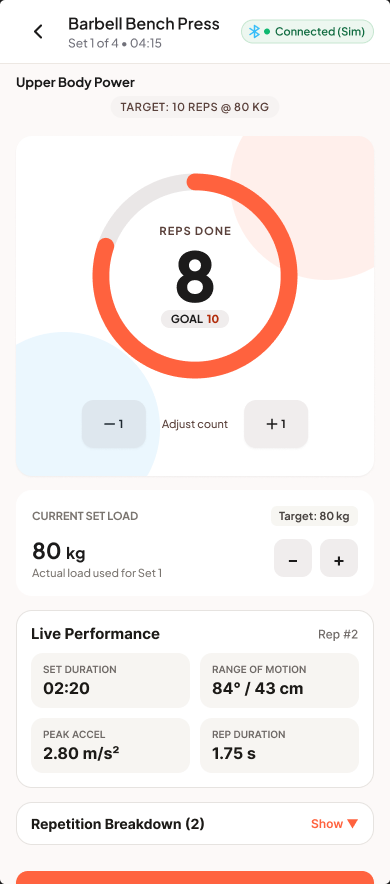 Barbell Bench Press
Set 1 of 4 • 04:15
Connected (Sim)
Upper Body Power
TARGET: 10 REPS @ 80 KG
REPS DONE
8
GOAL 10
— 1
Adjust count
+ 1
CURRENT SET LOAD
Target: 80 kg
80 kg
Actual load used for Set 1
–
+
Live Performance
Rep #2
SET DURATION
02:20
RANGE OF MOTION
84° / 43 cm
PEAK ACCEL
2.80 m/s²
REP DURATION
1.75 s
Repetition Breakdown (2)
Show ▼